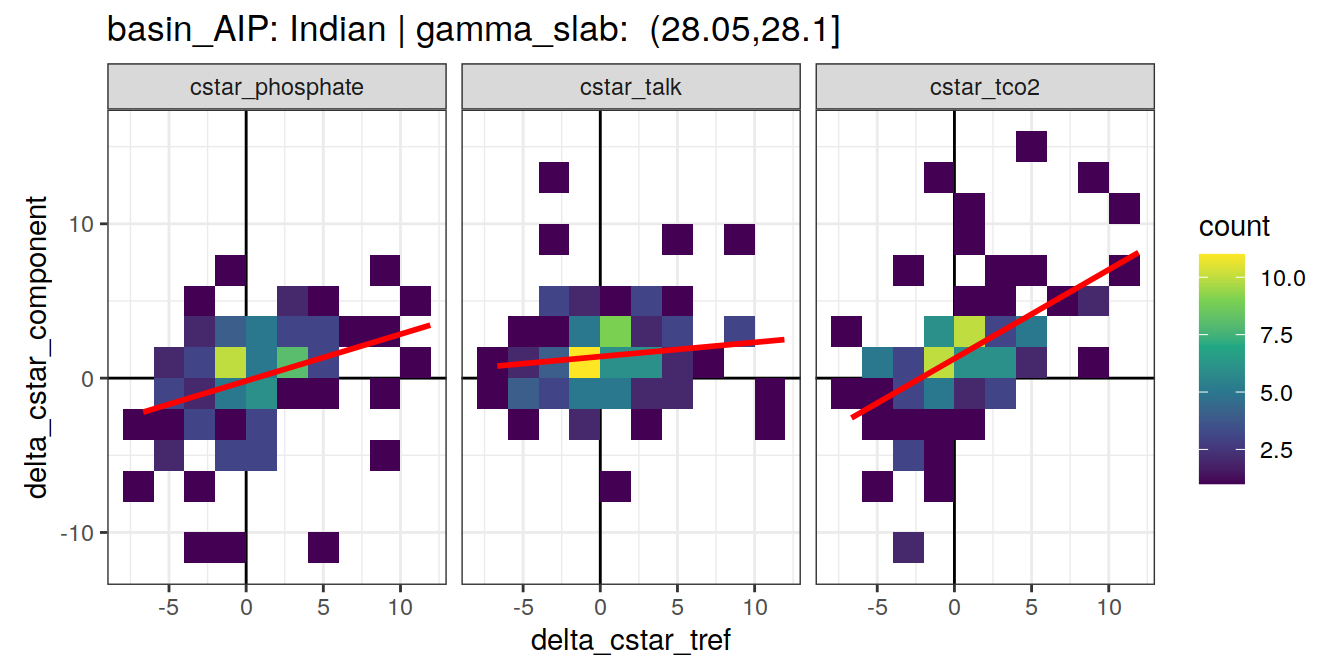 basin_AIP: Indian | gamma_slab:  (28.05,28.1]
cstar_phosphate
cstar_talk
cstar_tco2
delta_cstar_component
10
0
-10
-5 0 5 10
-5 0 5 10
-5 0 5 10
delta_cstar_tref
count
10.0
7.5
5.0
2.5